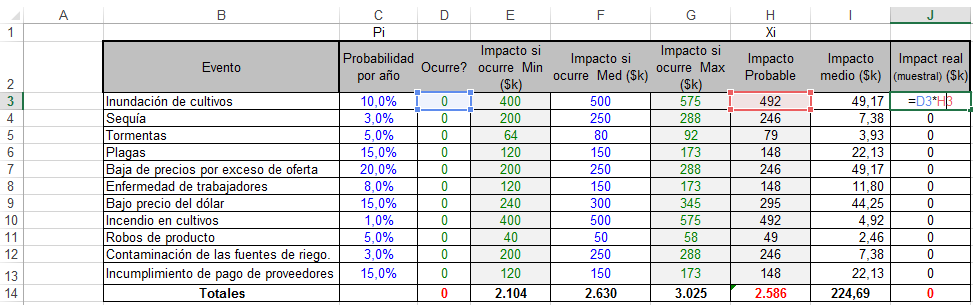 A B C D E F G H I J
1 Pi Xi
2 Evento Probabilidad por año Ocurre? Impacto si ocurre Min ($k) Impacto si ocurre Med ($k) Impacto si ocurre Max ($k) Impacto Probable Impacto medio ($k) Impact real (muestral) ($k)
3 Inundación de cultivos 10,0% 0 400 500 575 492 49,17 =D3*H3
4 Sequía 3,0% 0 200 250 288 246 7,38 0
5 Tormentas 5,0% 0 64 80 92 79 3,93 0
6 Plagas 15,0% 0 120 150 173 148 22,13 0
7 Baja de precios por exceso de oferta 20,0% 0 200 250 288 246 49,17 0
8 Enfermedad de trabajadores 8,0% 0 120 150 173 148 11,80 0
9 Bajo precio del dólar 15,0% 0 240 300 345 295 44,25 0
10 Incendio en cultivos 1,0% 0 400 500 575 492 4,92 0
11 Robos de producto 5,0% 0 40 50 58 49 2,46 0
12 Contaminación de las fuentes de riego. 3,0% 0 200 250 288 246 7,38 0
13 Incumplimiento de pago de proveedores 15,0% 0 120 150 173 148 22,13 0
14 Totales 0 2.104 2.630 3.025 2.586 224,69 0